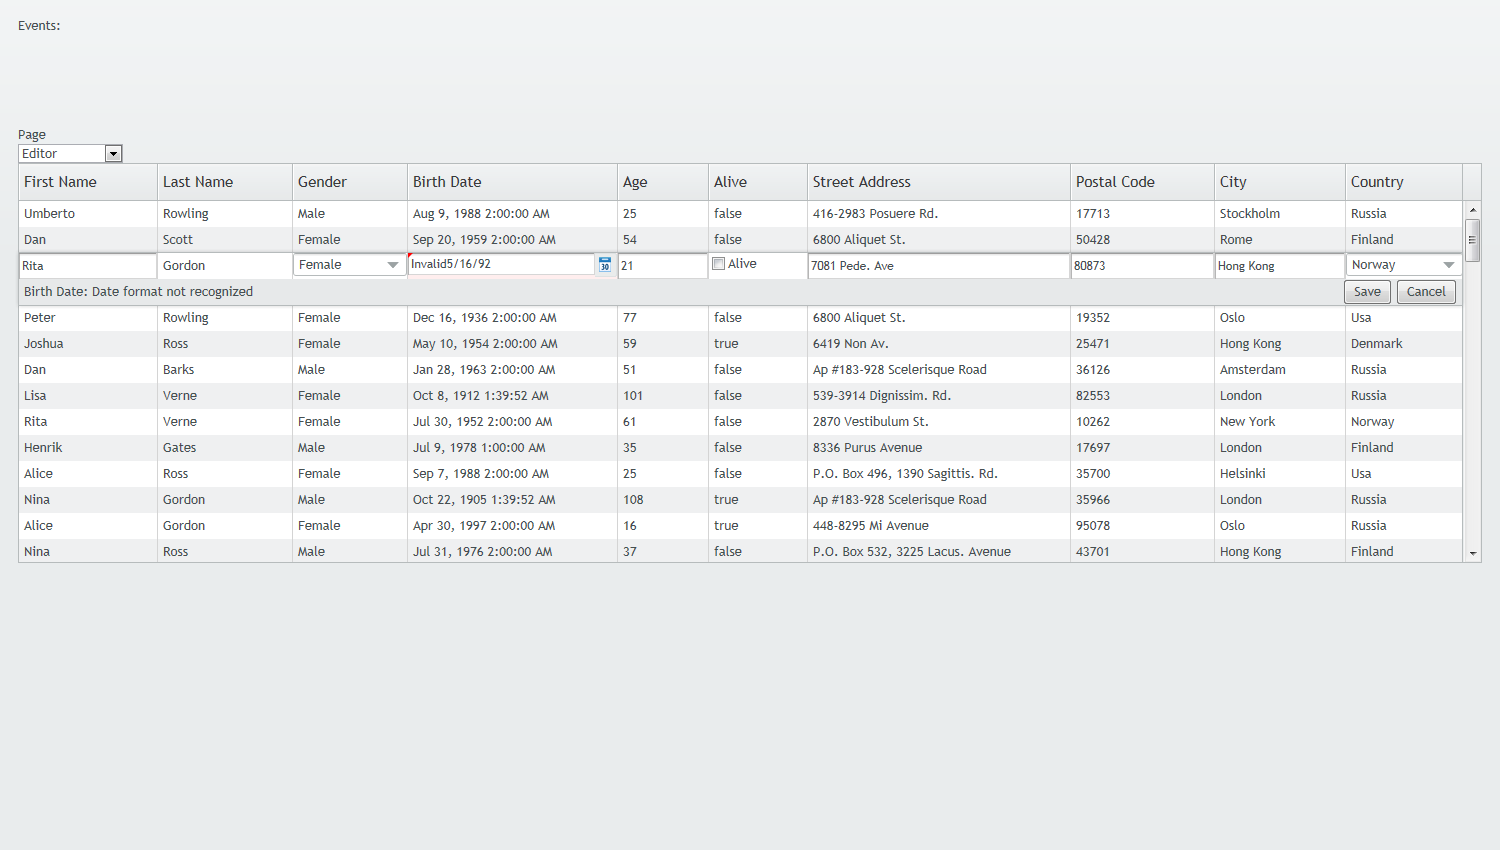 Events:
Page
Editor
First Name Last Name Gender Birth Date Age Alive Street Address Postal Code City Country
Umberto Rowling Male Aug 9, 1988 2:00:00 AM 25 false 416-2983 Posuere Rd. 17713 Stockholm Russia
Dan Scott Female Sep 20, 1959 2:00:00 AM 54 false 6800 Aliquet St. 50428 Rome Finland
Rita Gordon Female Invalid5/16/92 30 21 Alive 7081 Pede. Ave 80873 Hong Kong Norway
Birth Date: Date format not recognized Save Cancel
Peter Rowling Female Dec 16, 1936 2:00:00 AM 77 false 6800 Aliquet St. 19352 Oslo Usa
Joshua Ross Female May 10, 1954 2:00:00 AM 59 true 6419 Non Av. 25471 Hong Kong Denmark
Dan Barks Male Jan 28, 1963 2:00:00 AM 51 false Ap #183-928 Scelerisque Road 36126 Amsterdam Russia
Lisa Verne Female Oct 8, 1912 1:39:52 AM 101 false 539-3914 Dignissim. Rd. 82553 London Russia
Rita Verne Female Jul 30, 1952 2:00:00 AM 61 false 2870 Vestibulum St. 10262 New York Norway
Henrik Gates Male Jul 9, 1978 1:00:00 AM 35 false 8336 Purus Avenue 17697 London Finland
Alice Ross Female Sep 7, 1988 2:00:00 AM 25 false P.O. Box 496, 1390 Sagittis. Rd. 35700 Helsinki Usa
Nina Gordon Male Oct 22, 1905 1:39:52 AM 108 true Ap #183-928 Scelerisque Road 35966 London Russia
Alice Gordon Female Apr 30, 1997 2:00:00 AM 16 true 448-8295 Mi Avenue 95078 Oslo Russia
Nina Ross Male Jul 31, 1976 2:00:00 AM 37 false P.O. Box 532, 3225 Lacus. Avenue 43701 Hong Kong Finland